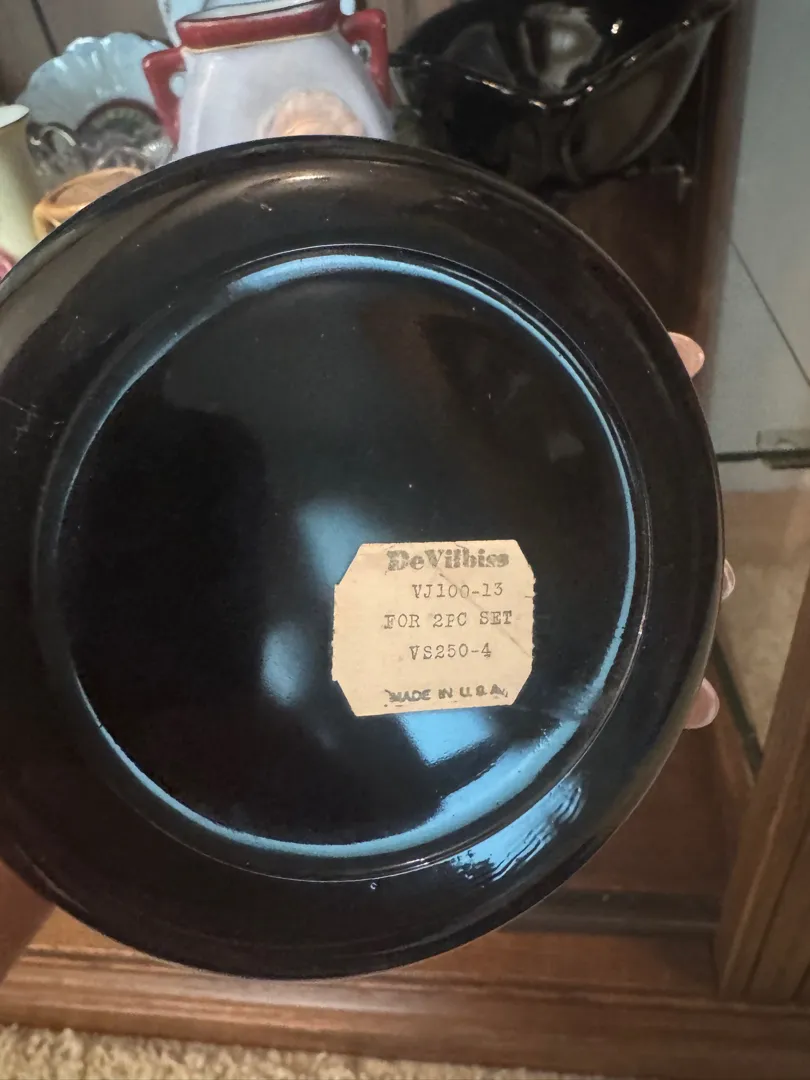 DeVilbiss
VJ100-13
FOR 2PC SET
VS250-4
MADE IN U.S.A.